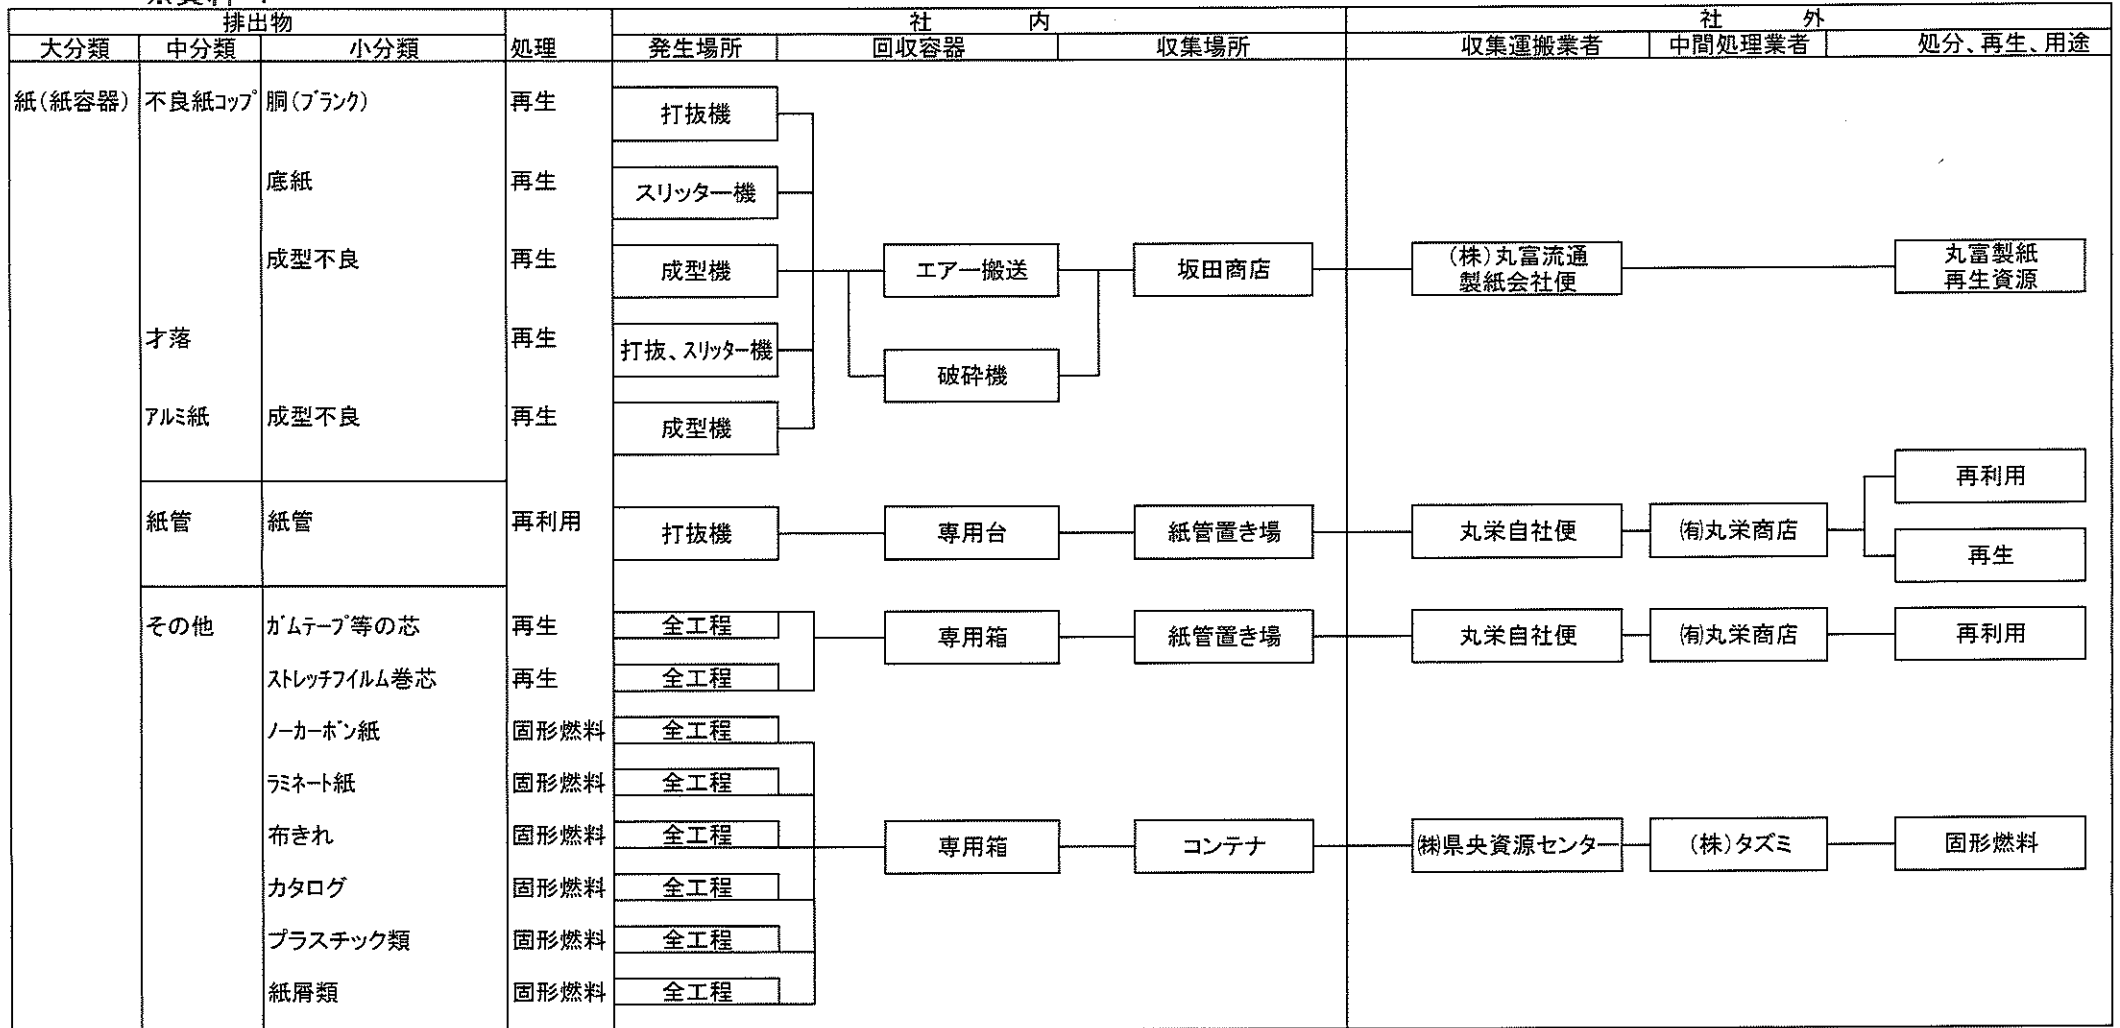 排出物 社 内 社 外
大分類 中分類 小分類 処理 発生場所 回収容器 収集場所 収集運搬業者 中間処理業者 処分、再生、用途
紙(紙容器) 不良紙コップ 胴(ブランク) 再生 打抜機
底紙 再生 スリッター機
成型不良 再生 成型機 エアー搬送 坂田商店 (株)丸富流通 丸富製紙
製紙会社便 再生資源
才落 再生 打抜、スリッター機
破砕機
アルミ紙 成型不良 再生 成型機
再利用
紙管 紙管 再利用 打抜機 専用台 紙管置き場 丸栄自社便 ㈲丸栄商店
再生
その他 ガムテープ等の芯 再生 全工程 専用箱 紙管置き場 丸栄自社便 ㈲丸栄商店 再利用
ストレッチフイルム巻芯 再生 全工程
ノーカーボン紙 固形燃料 全工程
ラミネート紙 固形燃料 全工程
布きれ 固形燃料 全工程 専用箱 コンテナ ㈱県央資源センター (株)タズミ 固形燃料
カタログ 固形燃料 全工程
プラスチック類 固形燃料 全工程
紙屑類 固形燃料 全工程